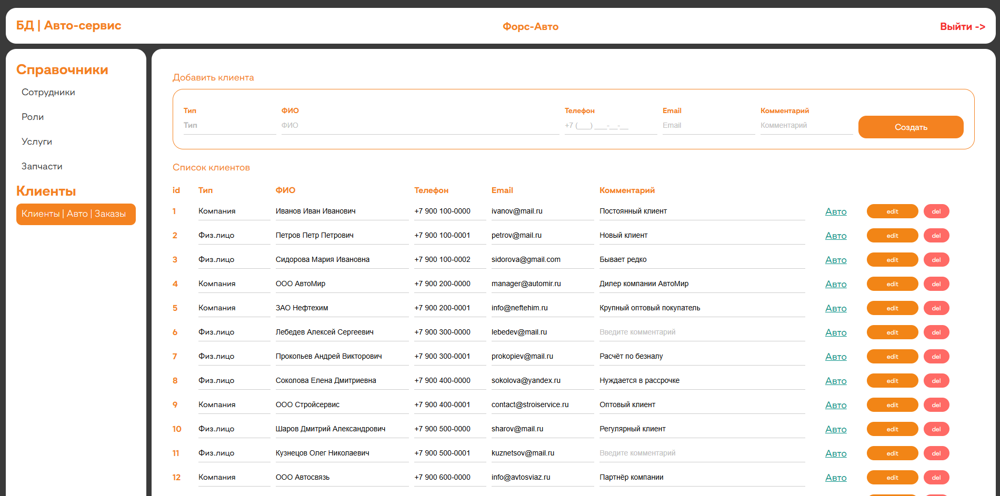 БД | Авто-сервис
Форс-Авто
Выйти ->
Справочники
Сотрудники
Роли
Услуги
Запчасти
Клиенты
Клиенты | Авто | Заказы
Добавить клиента
Тип ФИО Телефон Email Комментарий
Тип ФИО +7 (___) ___-__-__ Email Комментарий Создать
Список клиентов
id Тип ФИО Телефон Email Комментарий
1 Компания Иванов Иван Иванович +7 900 100-0000 ivanov@mail.ru Постоянный клиент Авто edit del
2 Физ.лицо Петров Петр Петрович +7 900 100-0001 petrov@mail.ru Новый клиент Авто edit del
3 Физ.лицо Сидорова Мария Ивановна +7 900 100-0002 sidorova@gmail.com Бывает редко Авто edit del
4 Компания ООО АвтоМир +7 900 200-0000 manager@automir.ru Дилер компании АвтоМир Авто edit del
5 Компания ЗАО Нефтехим +7 900 200-0001 info@neftehim.ru Крупный оптовый покупатель Авто edit del
6 Физ.лицо Лебедев Алексей Сергеевич +7 900 300-0000 lebedev@mail.ru Введите комментарий Авто edit del
7 Физ.лицо Прокопьев Андрей Викторович +7 900 300-0001 prokopiev@mail.ru Расчёт по безналу Авто edit del
8 Физ.лицо Соколова Елена Дмитриевна +7 900 400-0000 sokolova@yandex.ru Нуждается в рассрочке Авто edit del
9 Компания ООО Стройсервис +7 900 400-0001 contact@stroiservice.ru Оптовый клиент Авто edit del
10 Физ.лицо Шаров Дмитрий Александрович +7 900 500-0000 sharov@mail.ru Регулярный клиент Авто edit del
11 Физ.лицо Кузнецов Олег Николаевич +7 900 500-0001 kuznetsov@mail.ru Введите комментарий Авто edit del
12 Компания ООО Автосвязь +7 900 600-0000 info@avtosviaz.ru Партнёр компании Авто edit del